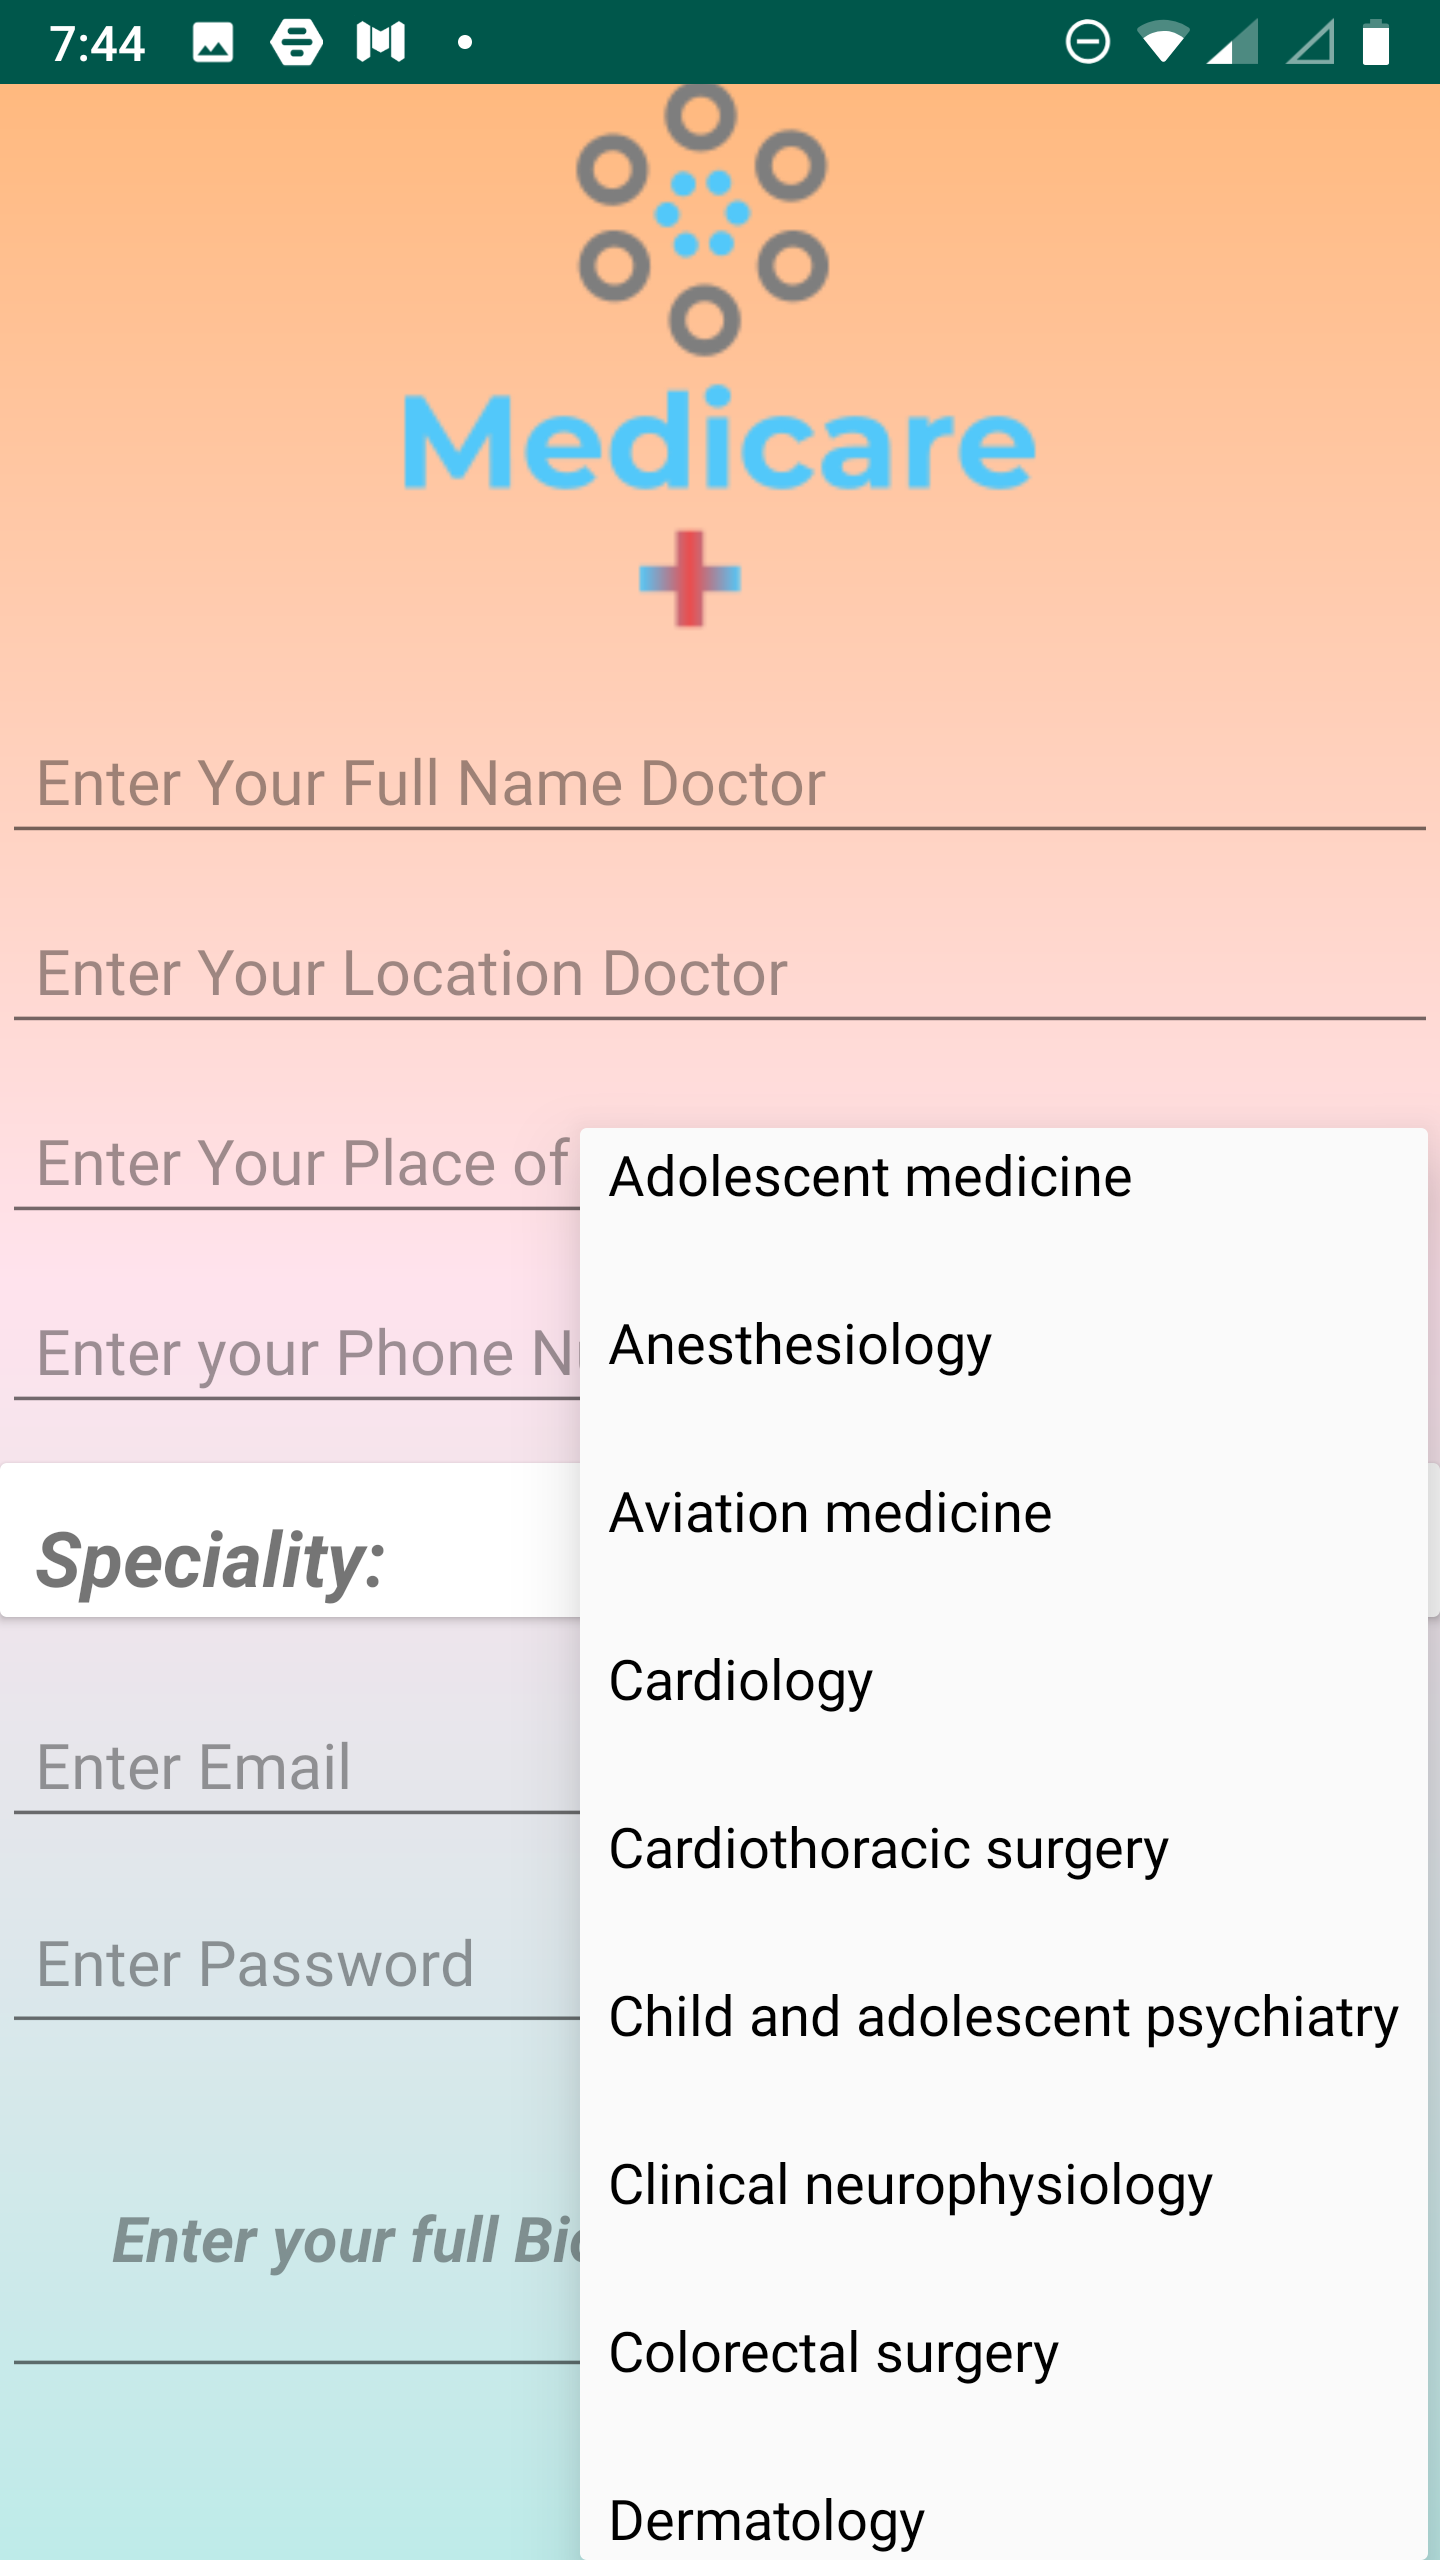 7:44
Medicare
+
Enter Your Full Name Doctor
Enter Your Location Doctor
Enter Your Place of
Adolescent medicine
Anesthesiology
Enter your Phone
Aviation medicine
Speciality:
Cardiology
Enter Email
Cardiothoracic surgery
Enter Password
Child and adolescent psychiatry
Clinical neurophysiology
Enter your full
Colorectal surgery
Dermatology